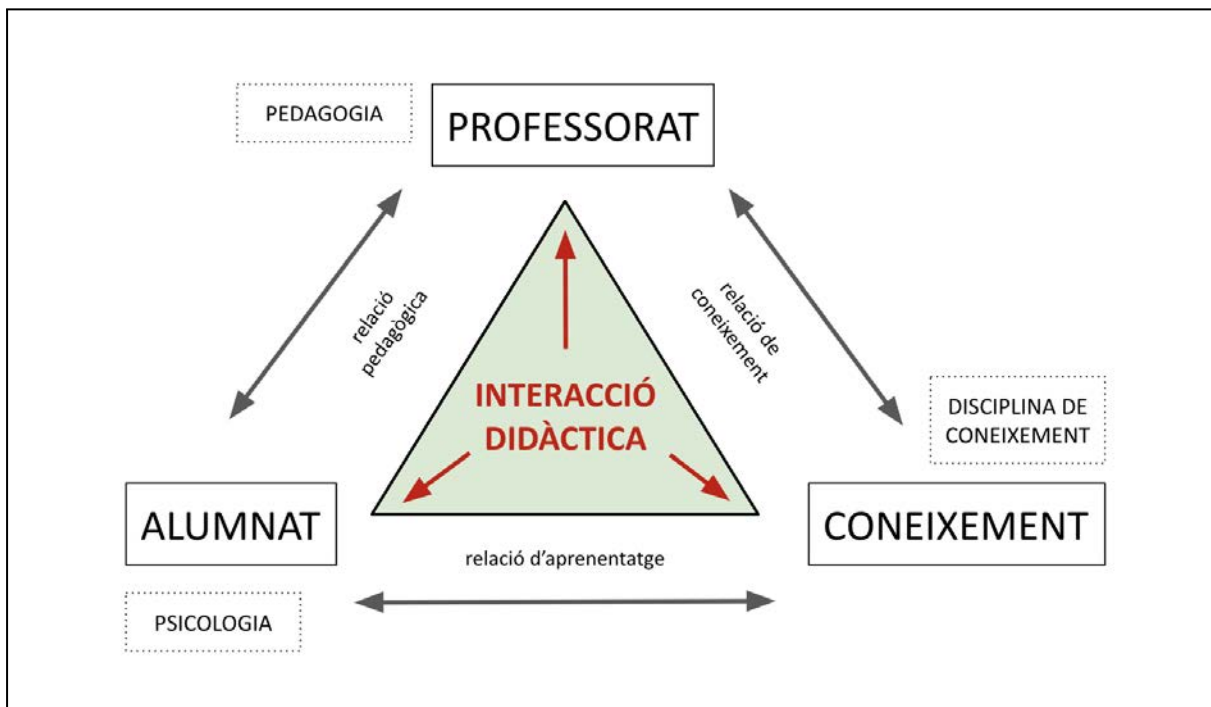 PEDAGOGIA
PROFESSORAT
relació
pedagògica
relació de
coneixement
INTERACCIÓ
DIDÀCTICA
DISCIPLINA DE
CONEIXEMENT
ALUMNAT
CONEIXEMENT
relació d'aprenentatge
PSICOLOGIA